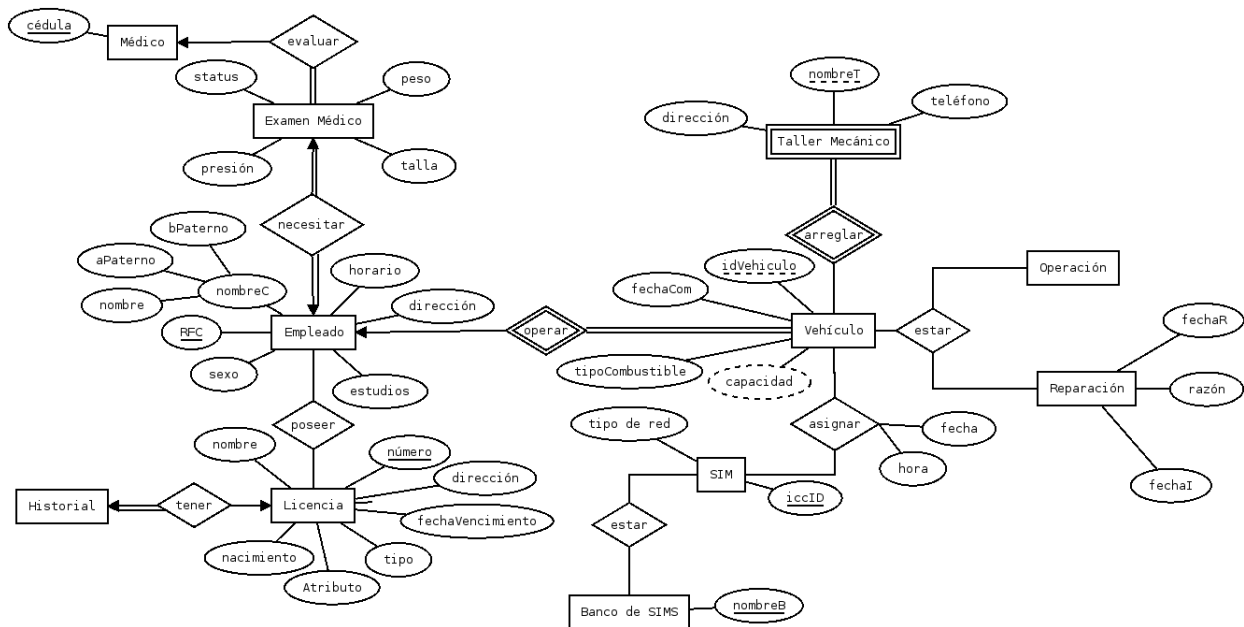 cédula
Médico
evaluar
status
peso
Examen Médico
presión
talla
nombreT
dirección
teléfono
Taller Mecánico
necesitar
bPaterno
aPaterno
nombre
nombreC
horario
dirección
RFC
Empleado
sexo
estudios
operar
arreglar
idVehiculo
fechaCom
Vehículo
tipoCombustible
capacidad
estar
Operación
fechaR
Reparación
razón
fechaI
poseer
asignar
fecha
hora
tipo de red
SIM
iccID
nombre
número
dirección
Historial
tener
Licencia
fechaVencimiento
nacimiento
Atributo
tipo
estar
Banco de SIMS
nombreB